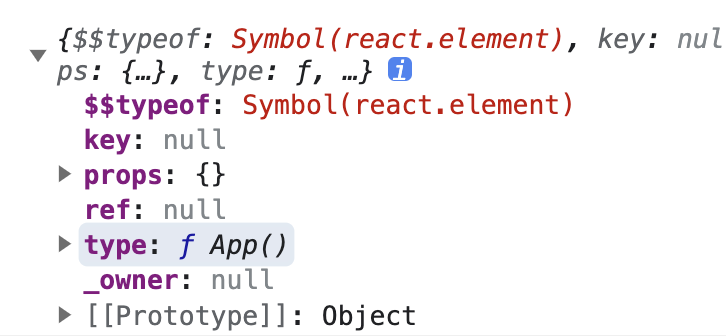 {$$typeof: Symbol(react.element), key: nul
ps: {…}, type: ƒ, …} i
$$typeof: Symbol(react.element)
key: null
props: {}
ref: null
type: ƒ App()
_owner: null
[[Prototype]]: Object